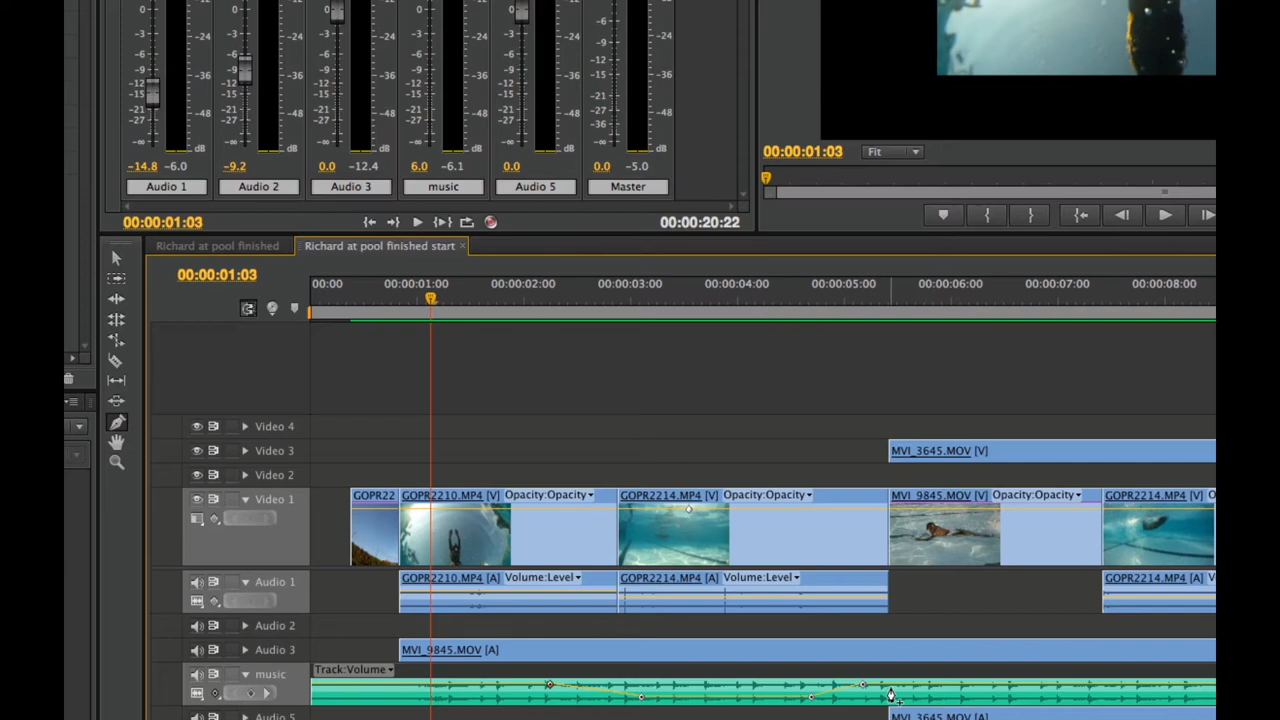 0 0 0 0 0
-3 -24 -3 -24 -3 -24 -3 -24 -3 -24 -6 -24
-6 -6 -6 -6 -6 -9
-9 -36 -9 -36 -9 -36 -9 -36 -9 -36 -12 -36
-12 -12 -12 -12 -12 -15
-15 -15 -15 -15 -15 -21
-21 -48 -21 -48 -21 -48 -21 -48 -21 -48 -27 -48
-∞ dB -∞ dB -∞ dB -∞ dB -∞ dB -36 -∞ dB
-14.8 -6.0 -9.2 0.0 -12.4 6.0 -6.1 0.0 0.0 -5.0
Audio 1 Audio 2 Audio 3 music Audio 5 Master
00:00:01:03 00:00:20:22
00:00:01:03 Fit
Richard at pool finished Richard at pool finished start
00:00:01:03
00:00 00:00:01:00 00:00:02:00 00:00:03:00 00:00:04:00 00:00:05:00 00:00:06:00 00:00:07:00 00:00:08:00
Video 4
Video 3 MVI_3645.MOV [V]
Video 2
Video 1 GOPR22 GOPR2210.MP4 [V] Opacity:Opacity GOPR2214.MP4 [V] Opacity:Opacity MVI_9845.MOV [V] Opacity:Opacity GOPR2214.MP4 [V] O
Audio 1 GOPR2210.MP4 [A] Volume:Level GOPR2214.MP4 [A] Volume:Level GOPR2214.MP4 [A] V
Audio 2
Audio 3 MVI_9845.MOV [A]
music Track:Volume
Audio 5 MVI_3645.MOV [A]